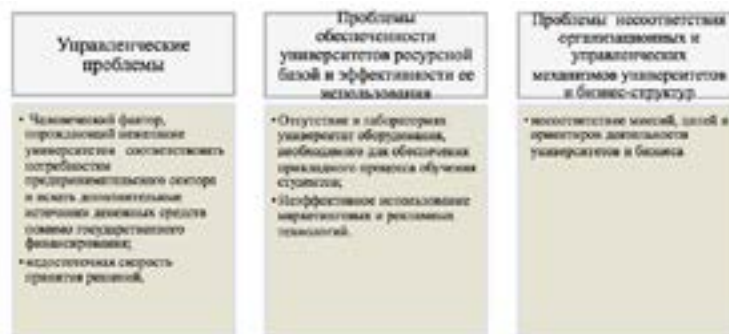 Управленческие
проблемы
• Человеческий фактор,
порождающий нежелание
университетов соответствовать
потребностям
предпринимательского сектора
и искать дополнительные
источники денежных средств
помимо государственного
финансирования;
• недостаточная скорость
принятия решений,
Проблемы
обеспеченности
университетов ресурсной
базой и эффективности ее
использования
• Отсутствие в лабораториях
университет оборудования,
необходимого для обеспечения
прикладного процесса обучения
студентов;
• Неэффективное использование
маркетинговых и рекламных
технологий.
Проблемы несоответствия
организационных и
управленческих
механизмов университетов
и бизнес-структур
• несоответствие миссий, целей и
ориентиров деятельности
университетов и бизнеса